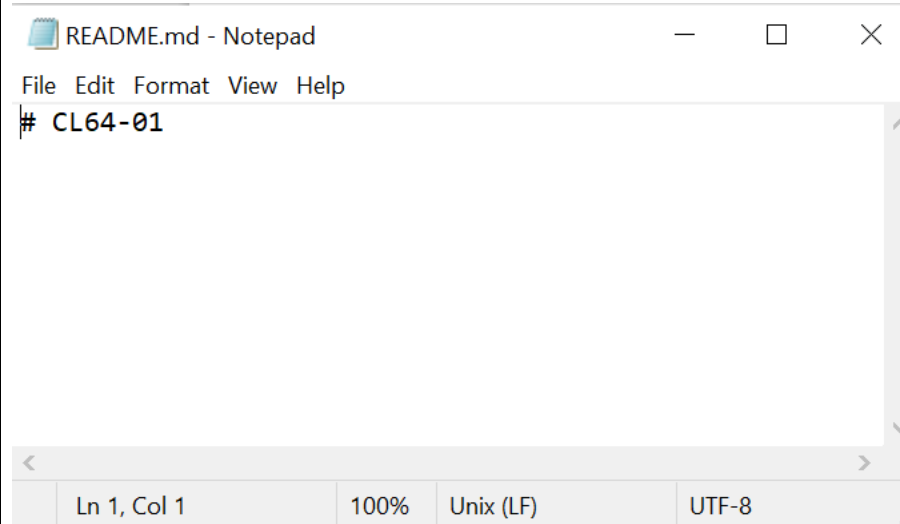 README.md - Notepad
File Edit Format View Help
# CL64-01
Ln 1, Col 1 100% Unix (LF) UTF-8